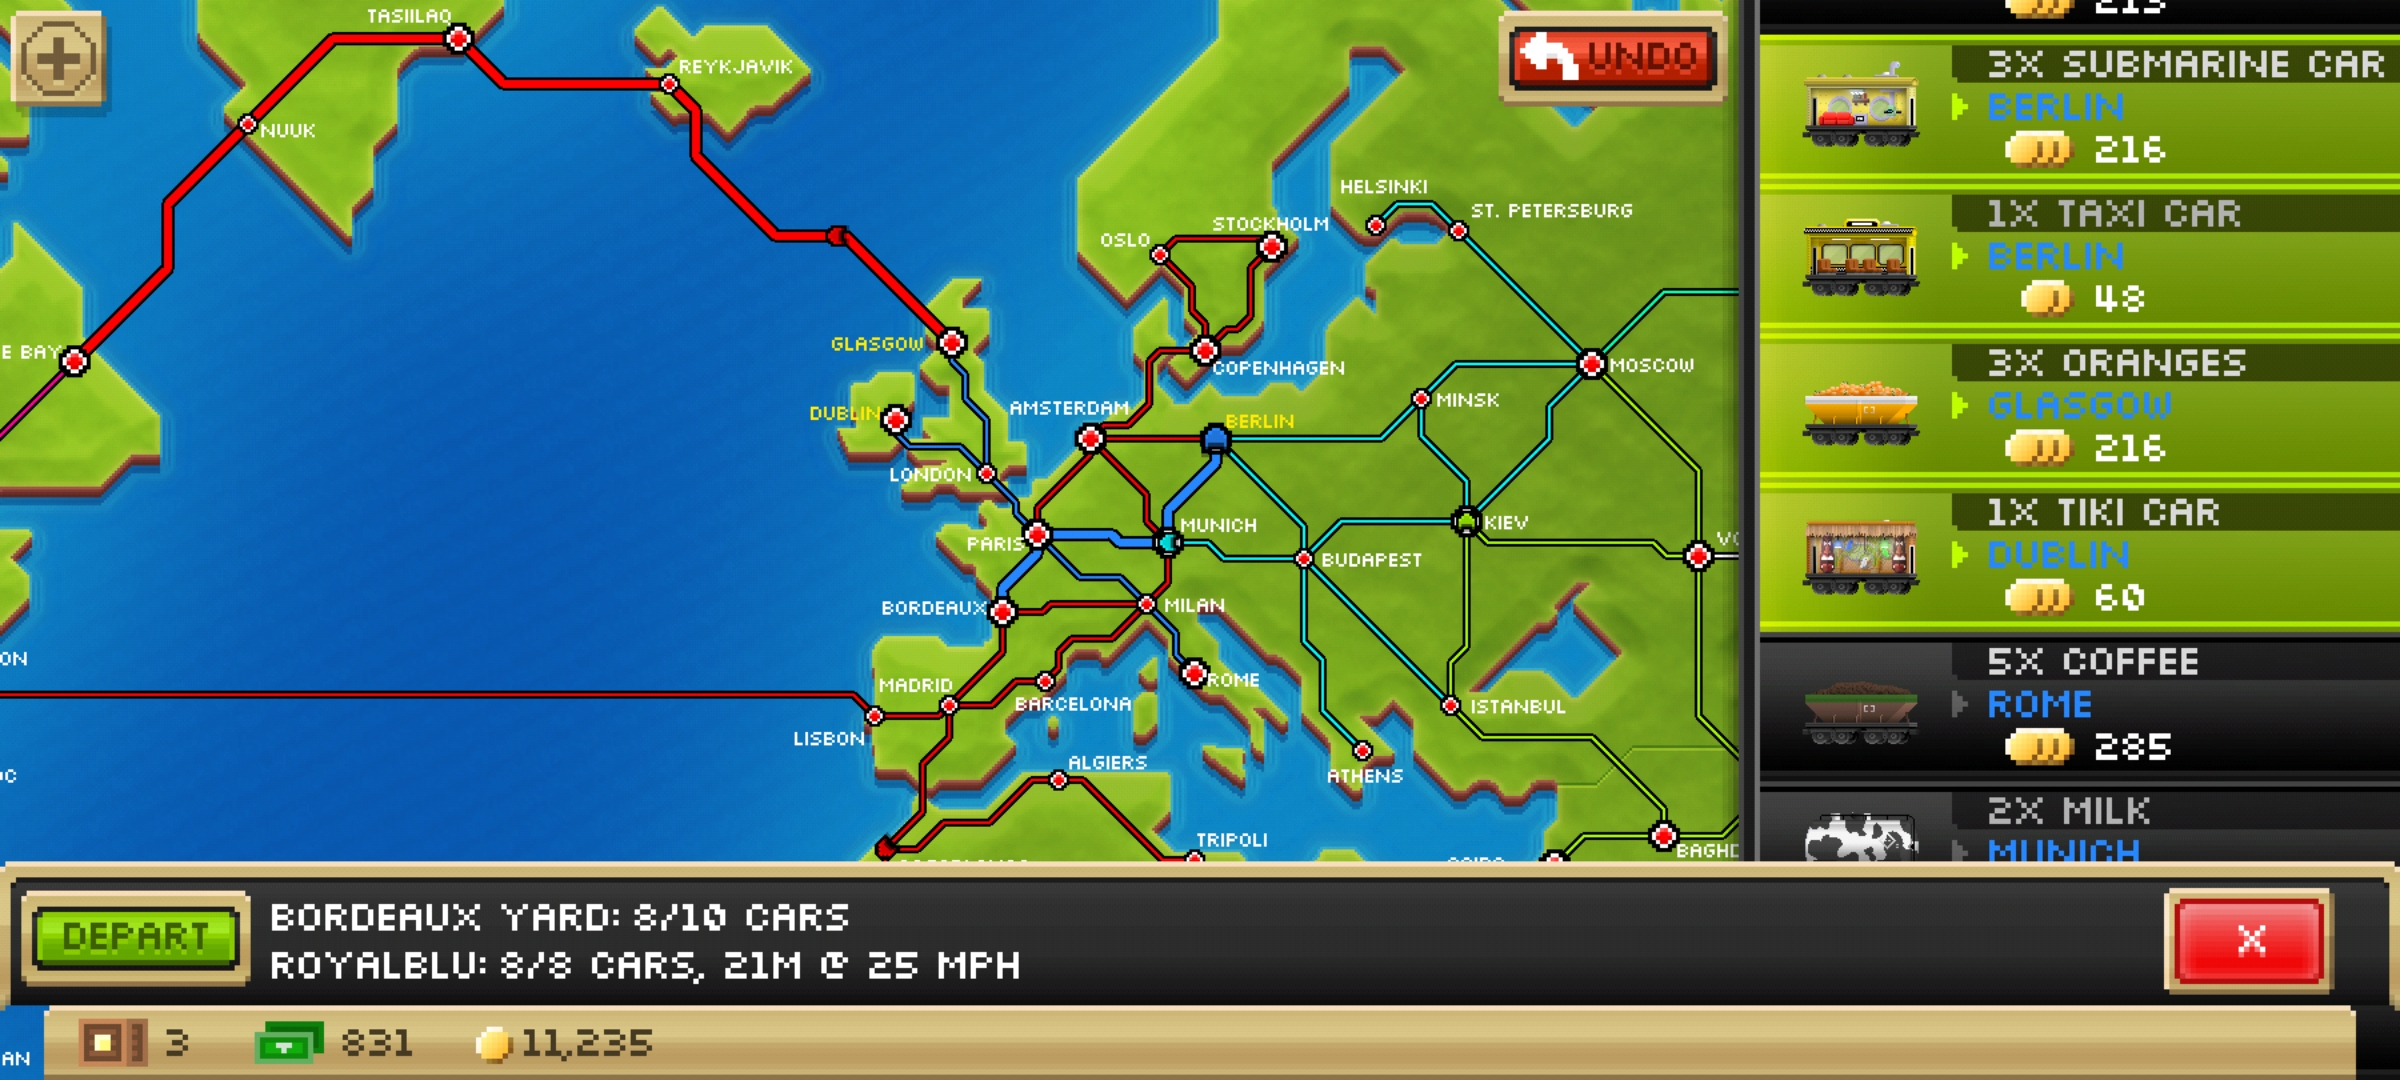 TASIILAQ
REYKJAVIK
NUUK
E BAY
UNDO
HELSINKI
ST. PETERSBURG
STOCKHOLM
OSLO
COPENHAGEN
GLASGOW
MOSCOW
MINSK
AMSTERDAM
DUBLIN
BERLIN
LONDON
MUNICH
KIEV
PARIS
BUDAPEST
BORDEAUX
MILAN
ON
MADRID
ROME
BARCELONA
ISTANBUL
LISBON
ALGIERS
ATHENS
TRIPOLI
BAGHD
213
3X SUBMARINE CAR
BERLIN
216
1X TAXI CAR
BERLIN
48
3X ORANGES
GLASGOW
216
1X TIKI CAR
DUBLIN
60
5X COFFEE
ROME
285
2X MILK
MUNICH
DEPART
BORDEAUX YARD: 8/10 CARS
ROYALBLU: 8/8 CARS, 21M @ 25 MPH
X
AN
3
831
11,235